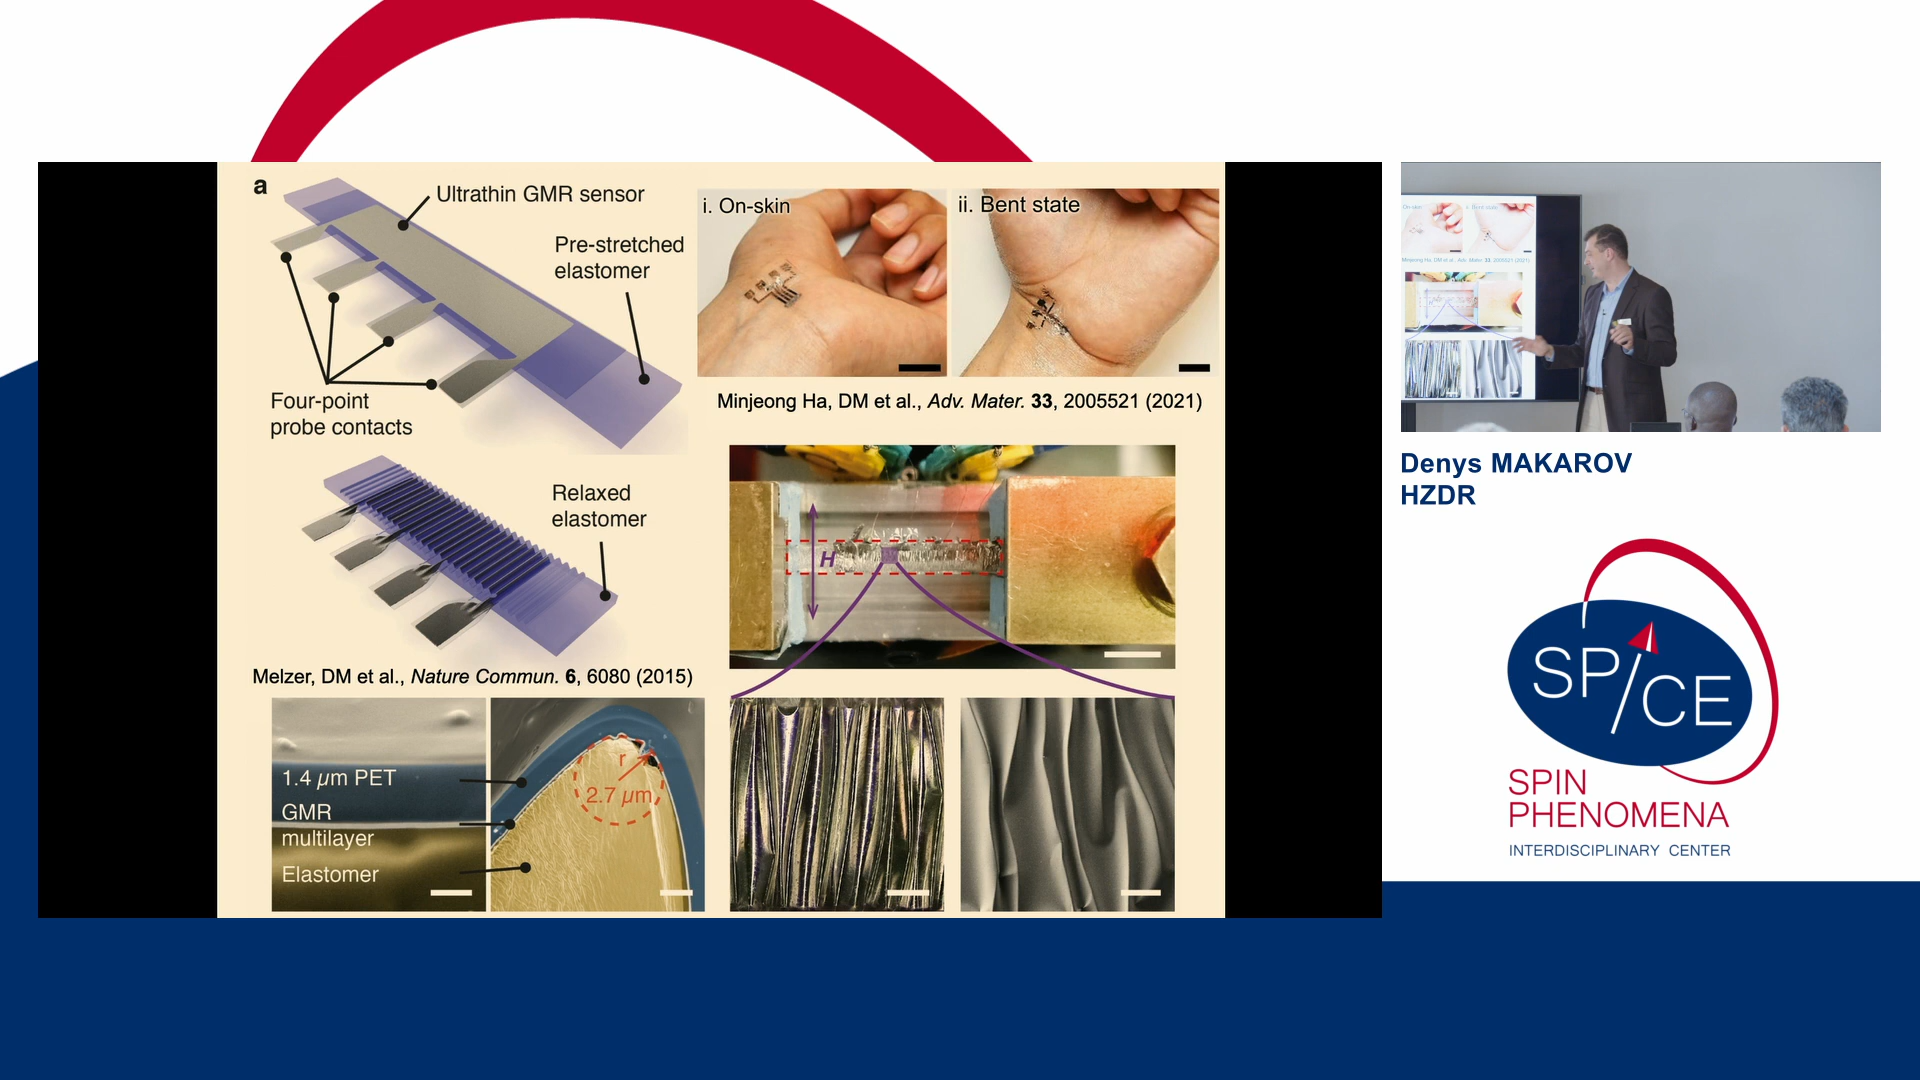 a
Ultrathin GMR sensor
Pre-stretched
elastomer
Four-point
probe contacts
Relaxed
elastomer
Melzer, DM et al., Nature Commun. 6, 6080 (2015)
1.4 µm PET
GMR
multilayer
Elastomer
r
2.7 µm
i. On-skin
ii. Bent state
Minjeong Ha, DM et al., Adv. Mater. 33, 2005521 (2021)
H
Denys MAKAROV
HZDR
SPICE
SPIN
PHENOMENA
INTERDISCIPLINARY CENTER